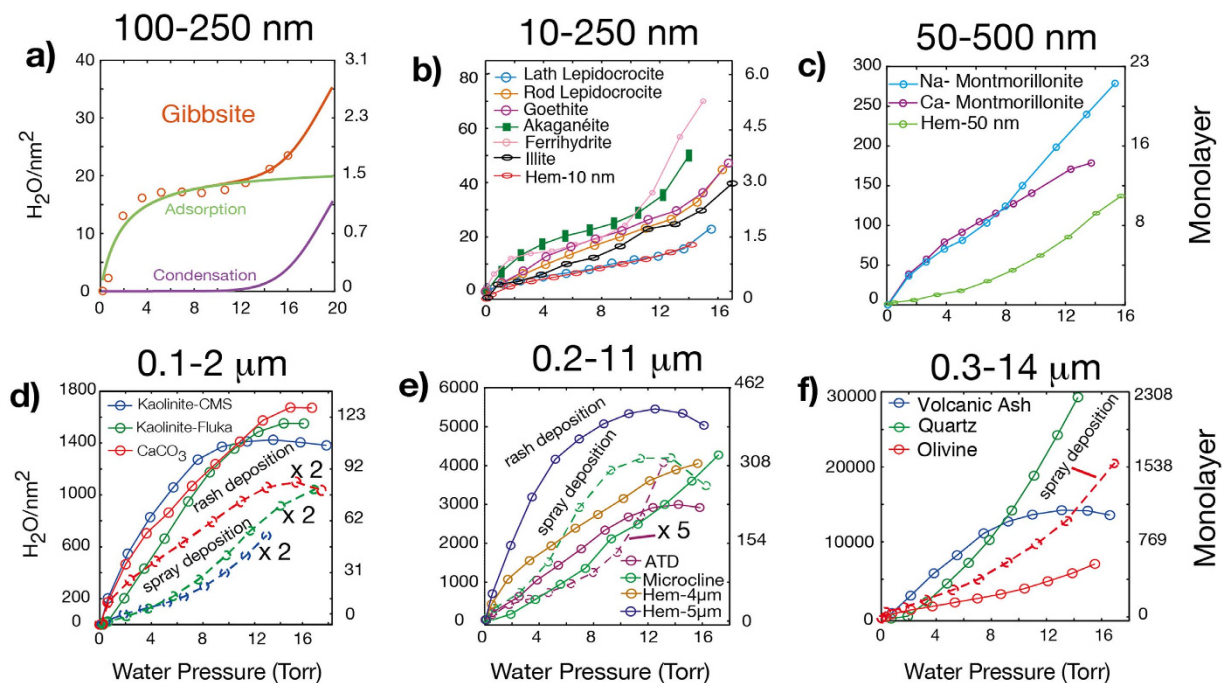 100-250 nm
10-250 nm
50-500 nm
a)
b)
c)
H₂O/nm²
40
30
20
10
0
3.1
2.3
1.5
0.7
0
Gibbsite
Adsorption
Condensation
0 4 8 12 16 20
80
60
40
20
0
6.0
4.5
3.0
1.5
0
Lath Lepidocrocite
Rod Lepidocrocite
Goethite
Akaganéite
Ferrihydrite
Illite
Hem-10 nm
0 4 8 12 16
300
250
200
150
100
50
0
23
16
8
0
Na- Montmorillonite
Ca- Montmorillonite
Hem-50 nm
0 4 8 12 16
Monolayer
0.1-2 μm
0.2-11 μm
0.3-14 μm
d)
e)
f)
H₂O/nm²
1800
1400
1000
600
200
0
123
92
62
31
0
Kaolinite-CMS
Kaolinite-Fluka
CaCO₃
rash deposition
x 2
spray deposition
x 2
x 2
0 4 8 12 16 20
6000
5000
4000
3000
2000
1000
0
462
308
154
0
rash deposition
spray deposition
x 5
ATD
Microcline
Hem-4μm
Hem-5μm
0 4 8 12 16
30000
20000
10000
0
2308
1538
769
0
Volcanic Ash
Quartz
Olivine
spray deposition
0 4 8 12 16
Monolayer
Water Pressure (Torr)
Water Pressure (Torr)
Water Pressure (Torr)